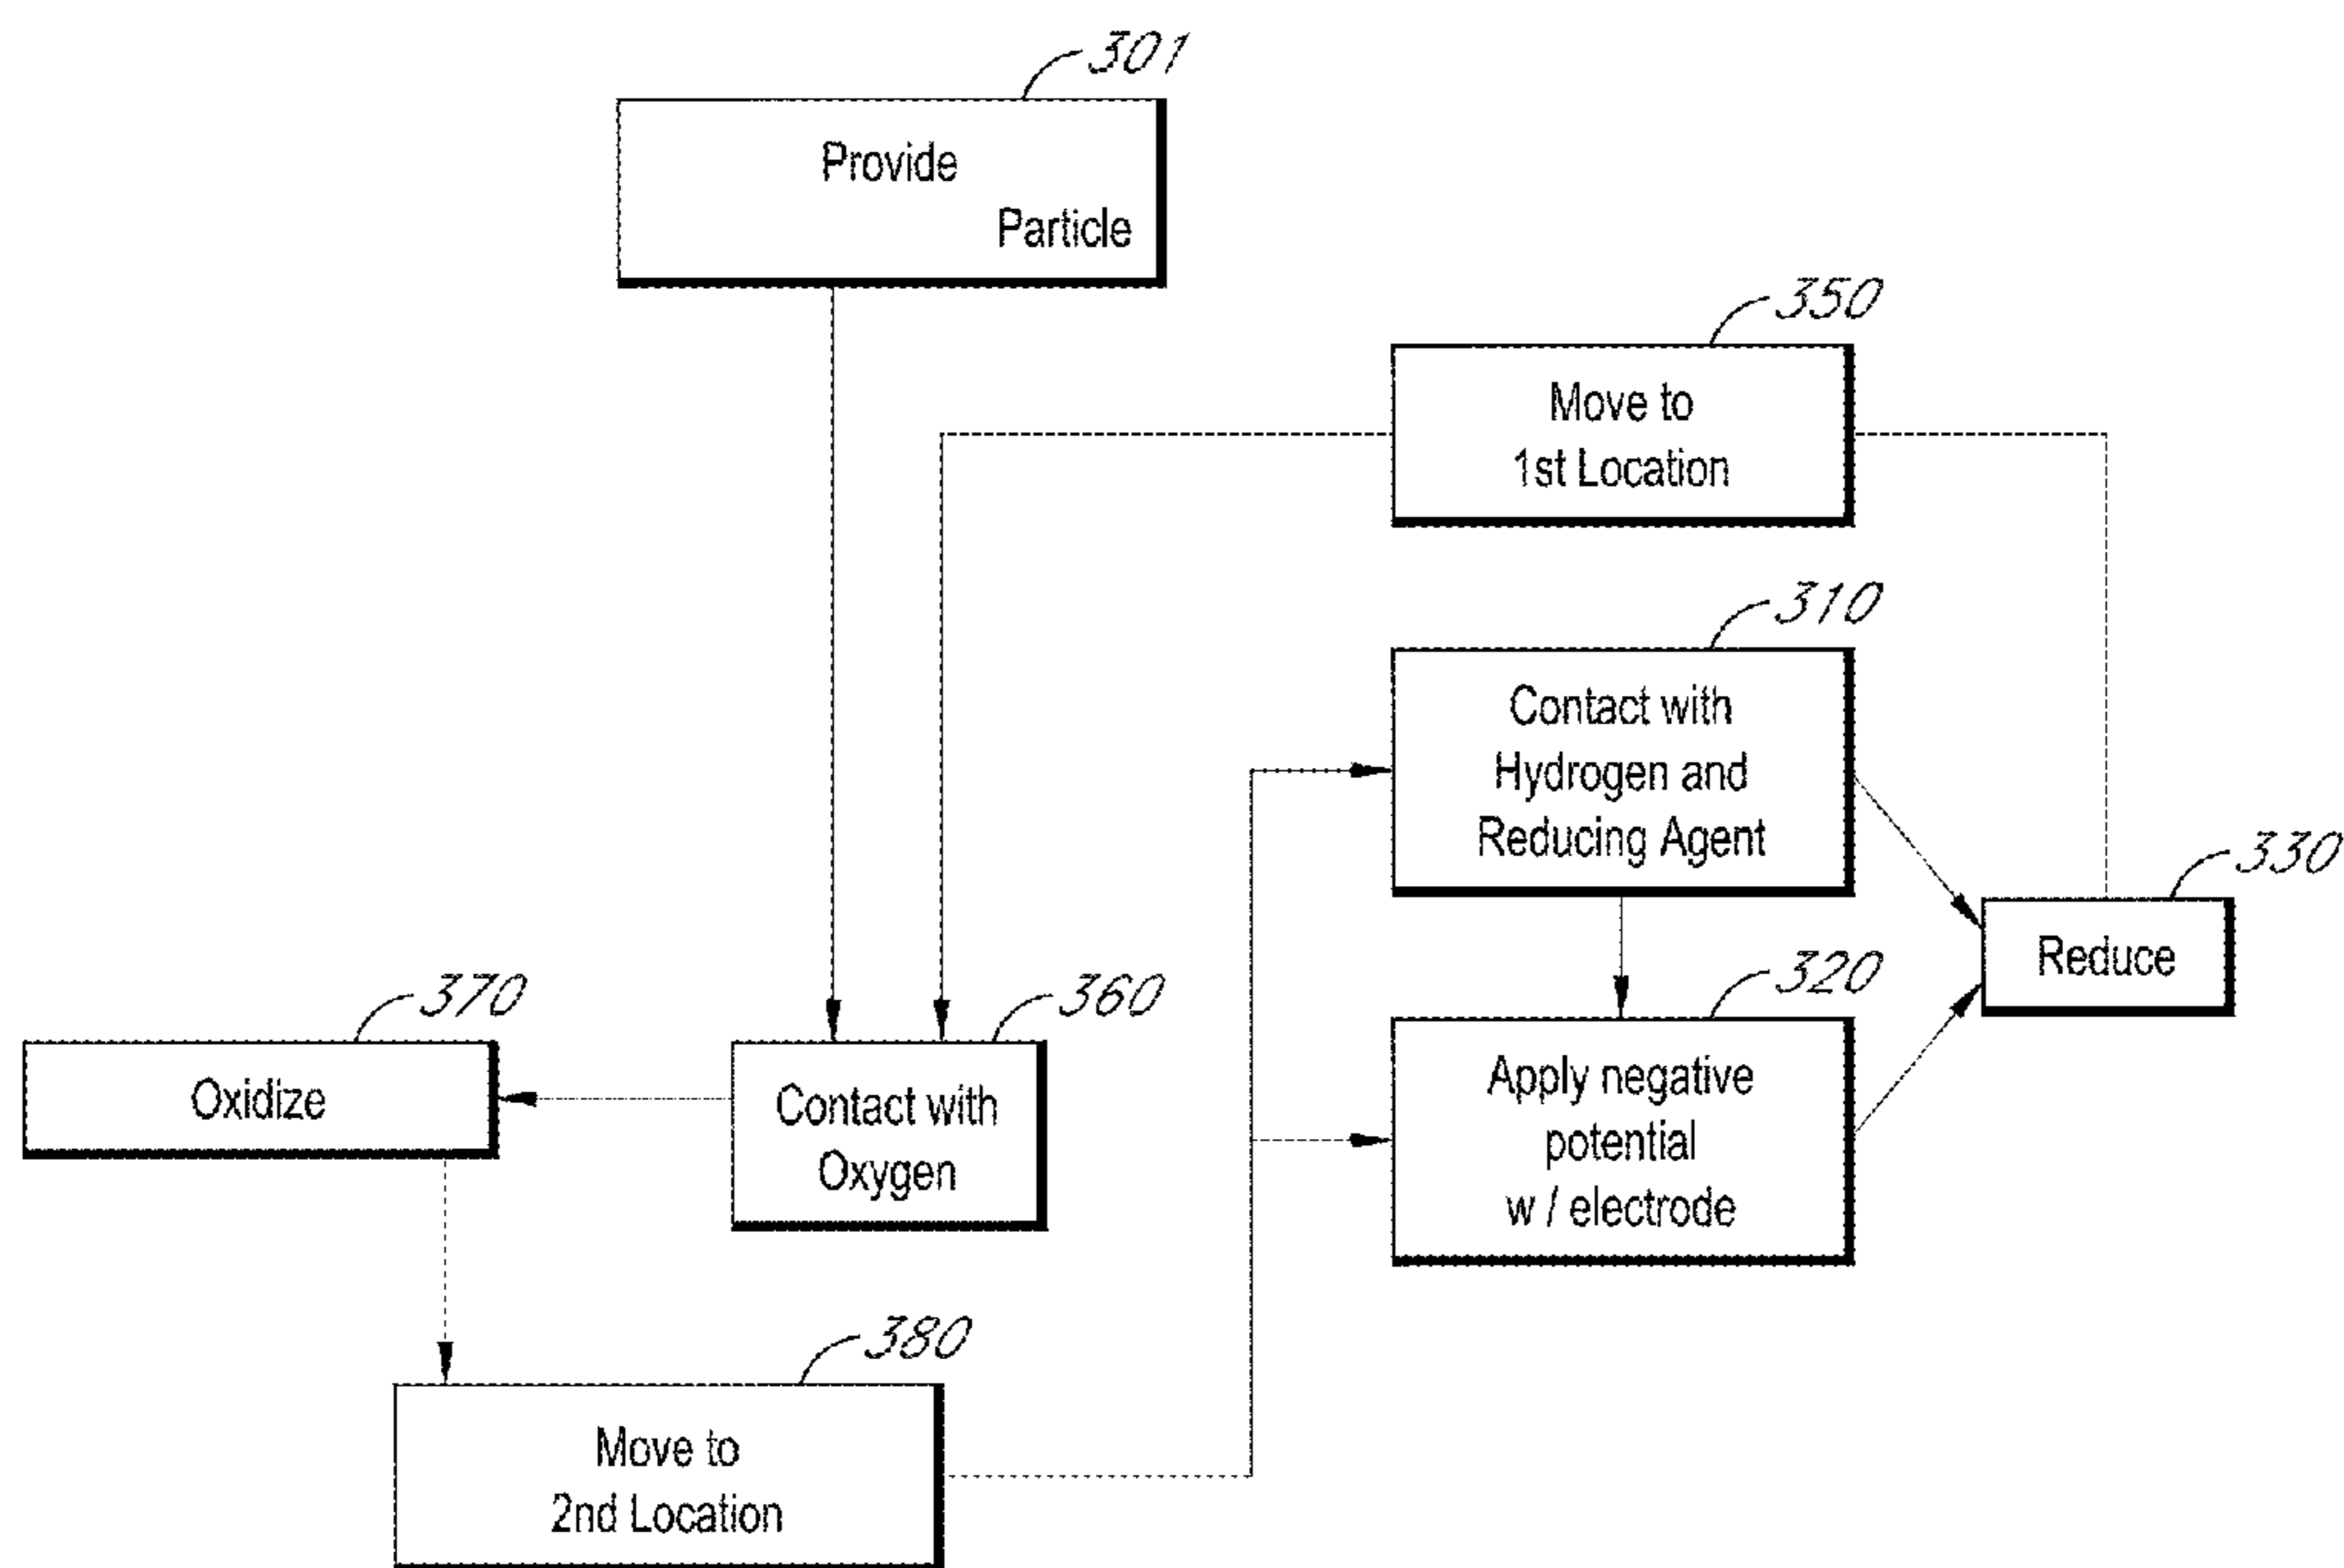 301
Provide
Particle
350
Move to
1st Location
310
Contact with
Hydrogen and
Reducing Agent
330
Reduce
320
Apply negative
potential
w / electrode
370
Oxidize
360
Contact with
Oxygen
380
Move to
2nd Location